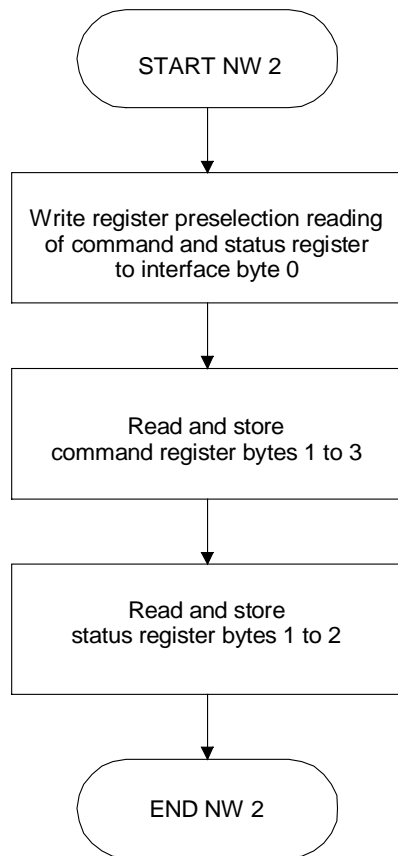 START NW 2
Write register preselection reading
of command and status register
to interface byte 0
Read and store
command register bytes 1 to 3
Read and store
status register bytes 1 to 2
END NW 2